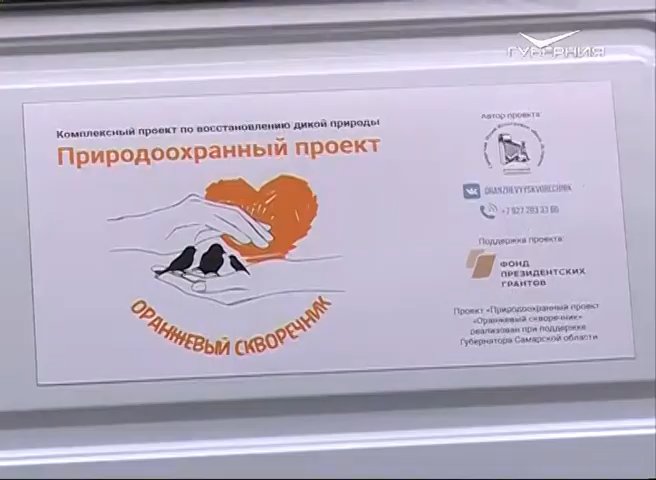 ГУБЕРНИЯ
Комплексный проект по восстановлению дикой природы
Природоохранный проект
ОРАНЖЕВЫЙ СКВОРЕЧНИК
Автор проекта:
ORANZHEVYYSKVORECHNIK
Поддержка проекта:
ФОНД
ПРЕЗИДЕНТСКИХ
ГРАНТОВ
Проект «Природоохранный проект
«Оранжевый скворечник»
реализован при поддержке
Губернатора Самарской области